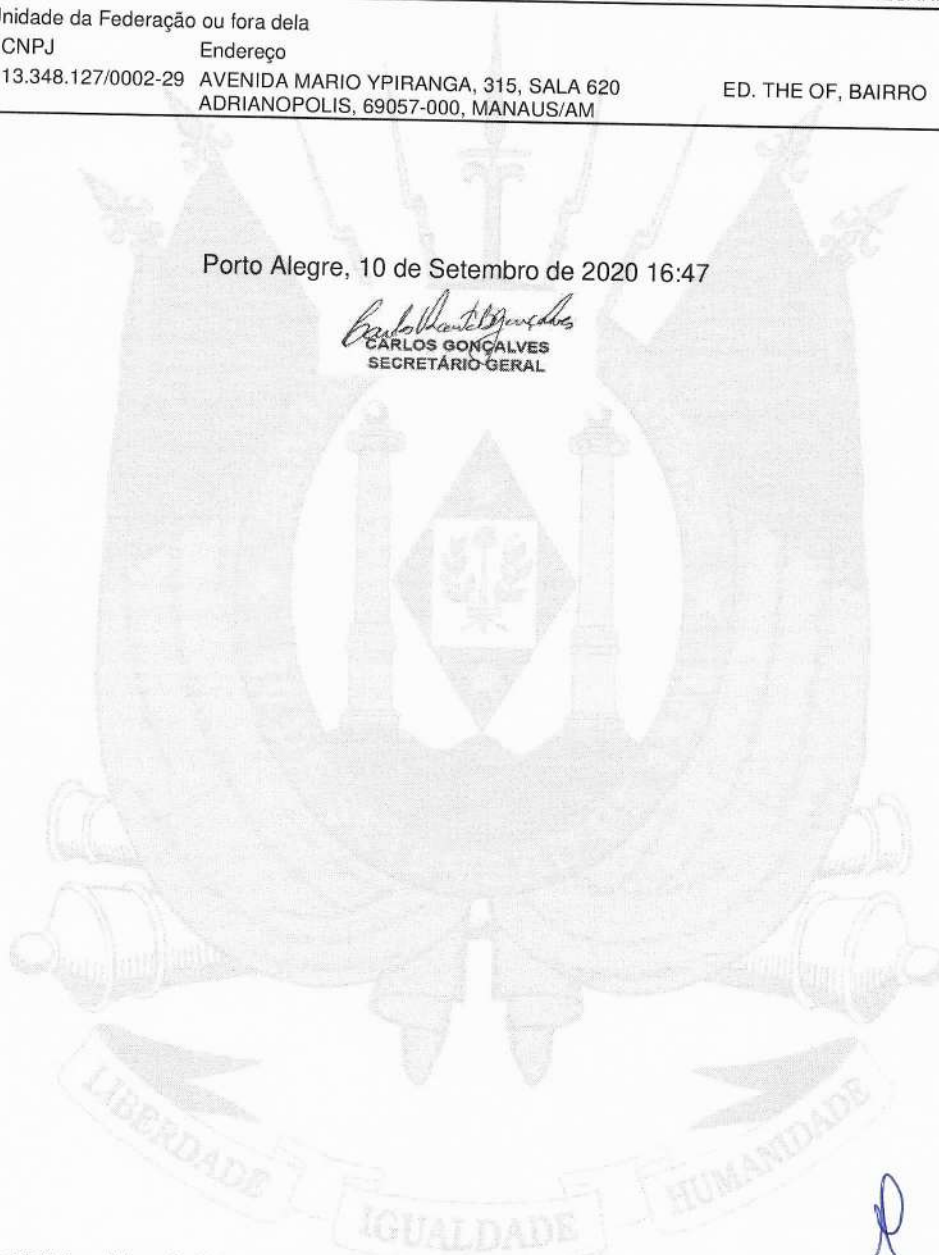 Unidade da Federação ou fora dela
CNPJ Endereço
13.348.127/0002-29 AVENIDA MARIO YPIRANGA, 315, SALA 620 ED. THE OF, BAIRRO
ADRIANOPOLIS, 69057-000, MANAUS/AM
Porto Alegre, 10 de Setembro de 2020 16:47
CARLOS GONÇALVES
SECRETÁRIO GERAL
LIBERDADE
IGUALDADE
HUMANIDADE